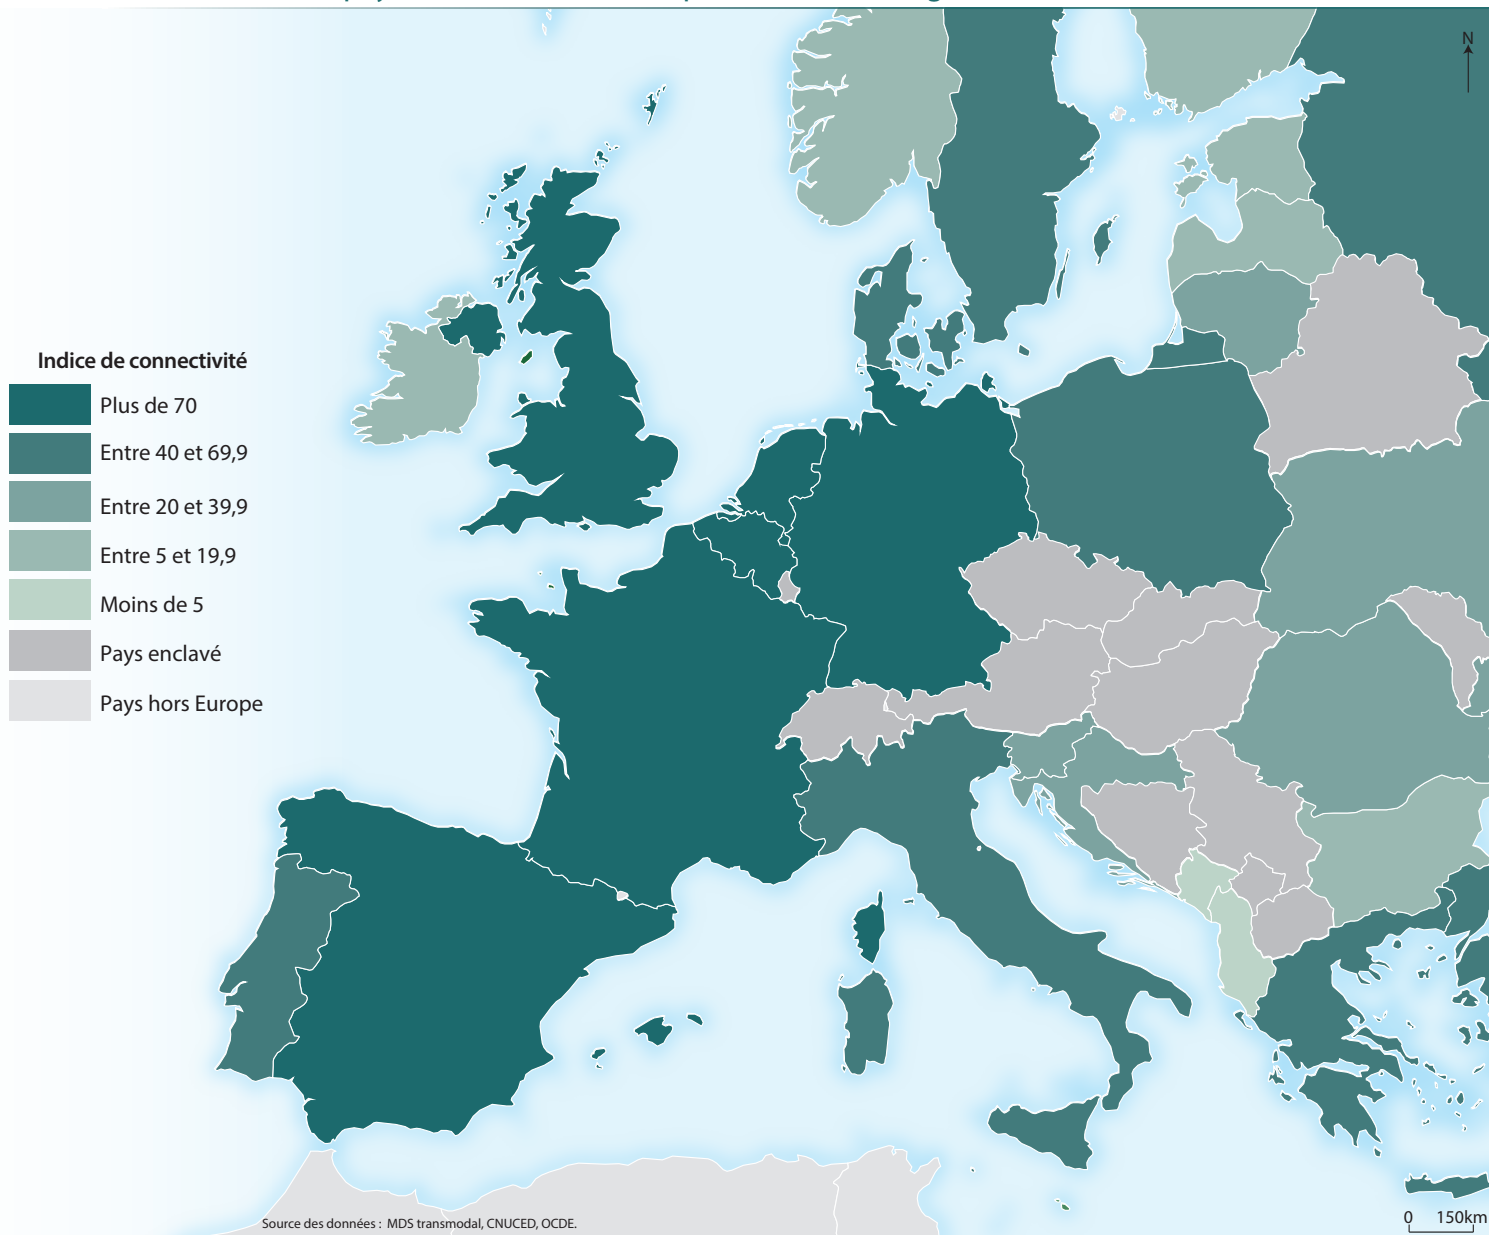 N
Indice de connectivité
Plus de 70
Entre 40 et 69,9
Entre 20 et 39,9
Entre 5 et 19,9
Moins de 5
Pays enclavé
Pays hors Europe
Source des données : MDS transmodal, CNUCED, OCDE.
0 150km